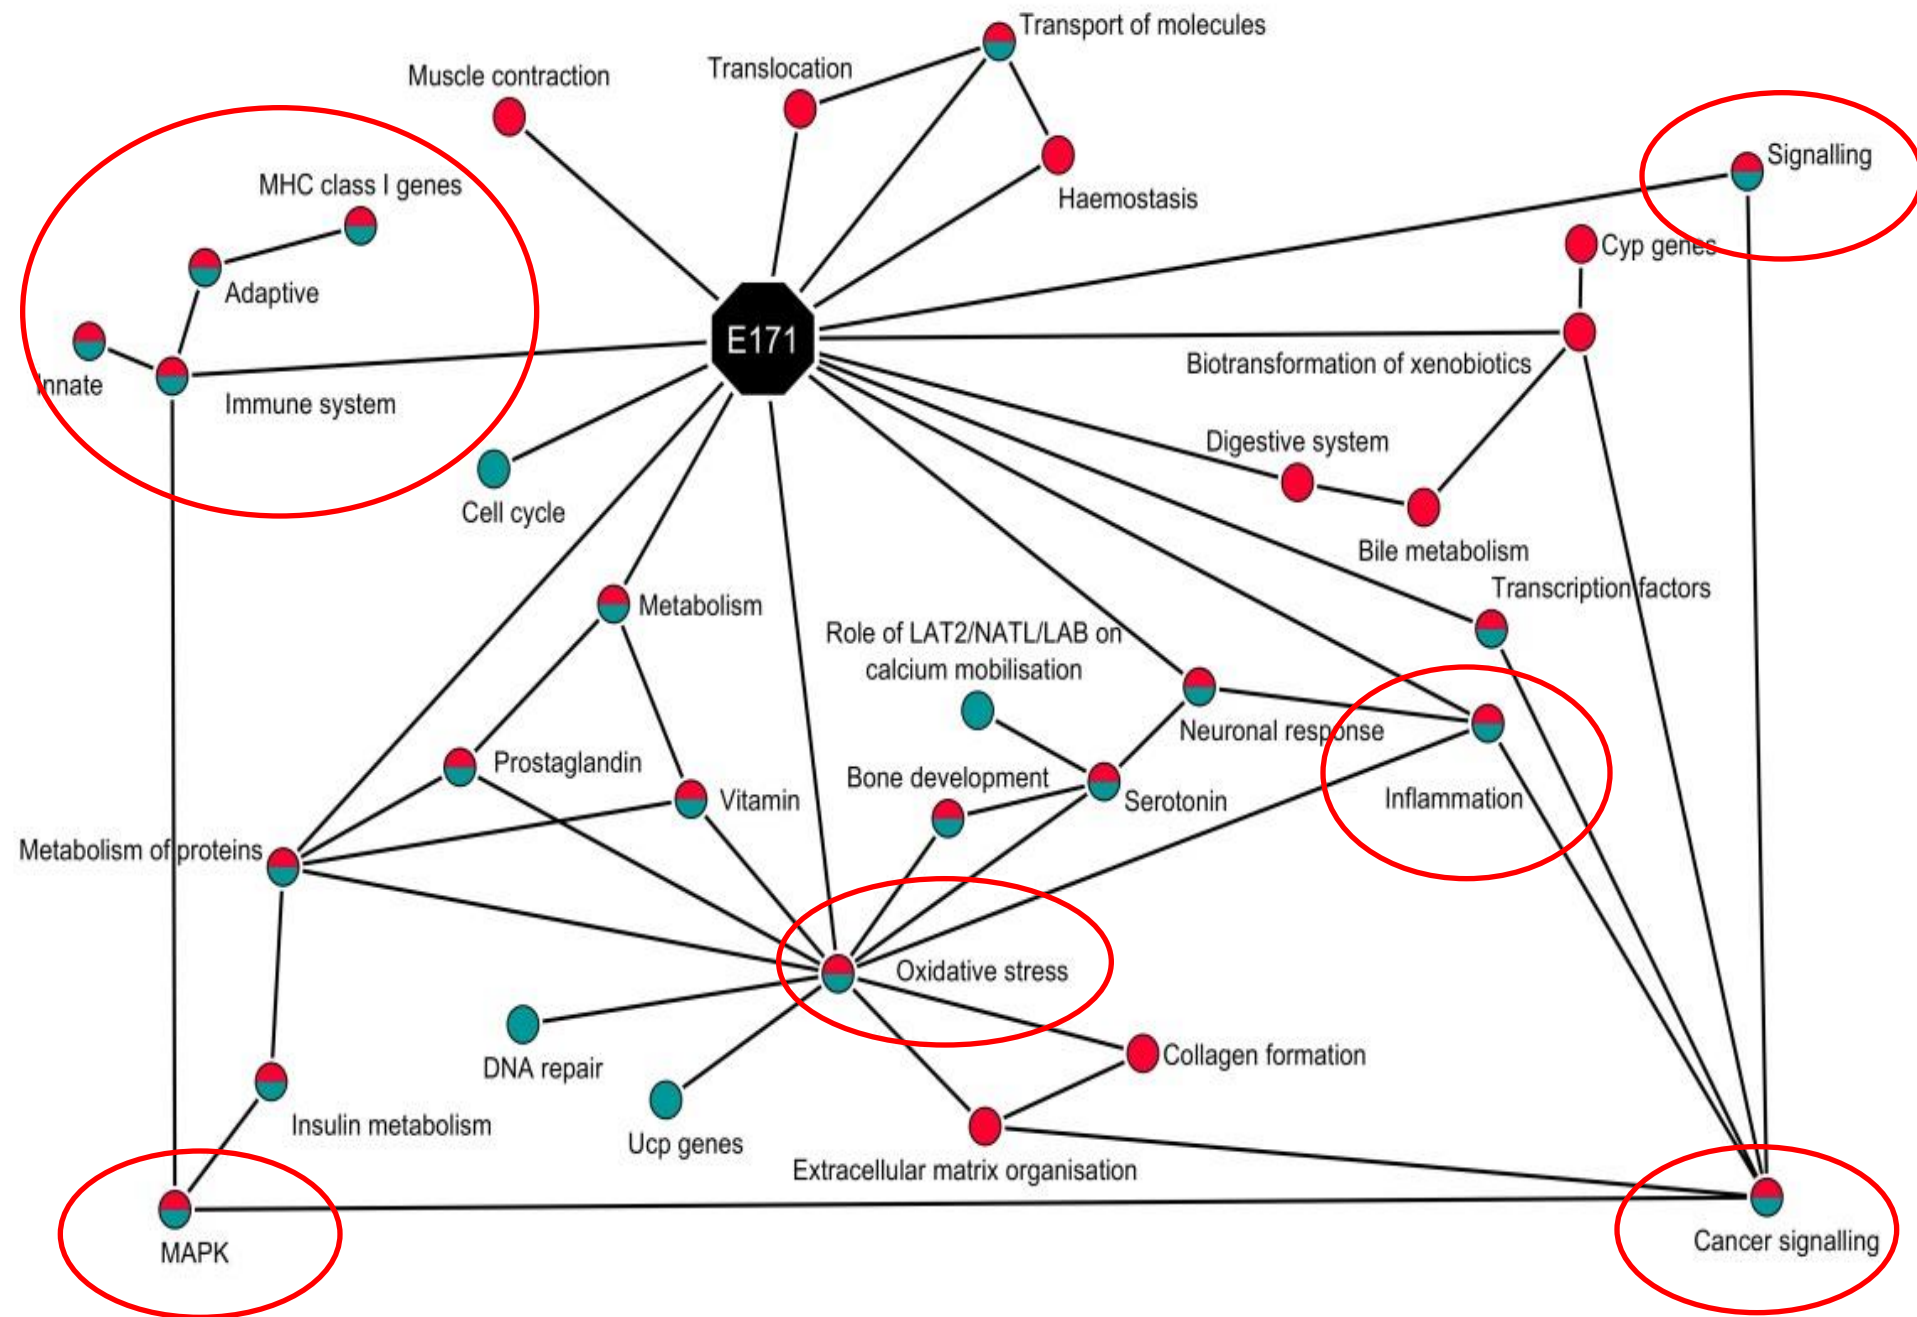 Transport of molecules
Translocation
Muscle contraction
Signalling
MHC class I genes
Haemostasis
Cyp genes
Adaptive
E171
Biotransformation of xenobiotics
Innate
Immune system
Digestive system
Cell cycle
Bile metabolism
Transcription factors
Metabolism
Role of LAT2/NATL/LAB on
calcium mobilisation
Neuronal response
Prostaglandin
Bone development
Vitamin
Serotonin
Inflammation
Metabolism of proteins
Oxidative stress
Collagen formation
DNA repair
Insulin metabolism
Ucp genes
Extracellular matrix organisation
MAPK
Cancer signalling